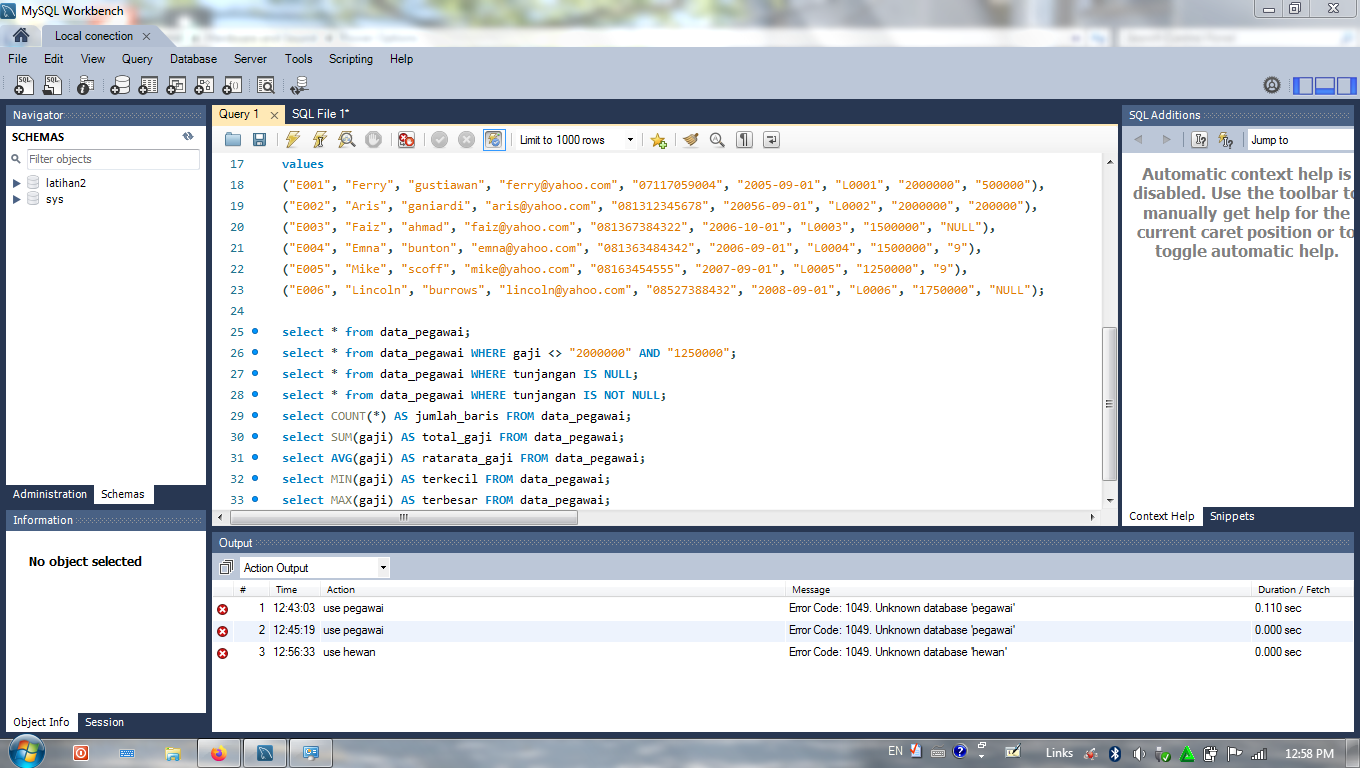 MySQL Workbench
Local conection
File Edit View Query Database Server Tools Scripting Help
Navigator
SCHEMAS
Filter objects
latihan2
sys
Administration Schemas
Information
No object selected
Object Info Session
Query 1 SQL File 1*
Limit to 1000 rows
17 values
18 ("E001", "Ferry", "gustiawan", "ferry@yahoo.com", "07117059004", "2005-09-01", "L0001", "2000000", "500000"),
19 ("E002", "Aris", "ganiardi", "aris@yahoo.com", "081312345678", "20056-09-01", "L0002", "2000000", "200000"),
20 ("E003", "Faiz", "ahmad", "faiz@yahoo.com", "081367384322", "2006-10-01", "L0003", "1500000", "NULL"),
21 ("E004", "Emna", "bunton", "emna@yahoo.com", "081363484342", "2006-09-01", "L0004", "1500000", "9"),
22 ("E005", "Mike", "scoff", "mike@yahoo.com", "08163454555", "2007-09-01", "L0005", "1250000", "9"),
23 ("E006", "Lincoln", "burrows", "lincoln@yahoo.com", "08527388432", "2008-09-01", "L0006", "1750000", "NULL");
24
25 select * from data_pegawai;
26 select * from data_pegawai WHERE gaji <> "2000000" AND "1250000";
27 select * from data_pegawai WHERE tunjangan IS NULL;
28 select * from data_pegawai WHERE tunjangan IS NOT NULL;
29 select COUNT(*) AS jumlah_baris FROM data_pegawai;
30 select SUM(gaji) AS total_gaji FROM data_pegawai;
31 select AVG(gaji) AS ratarata_gaji FROM data_pegawai;
32 select MIN(gaji) AS terkecil FROM data_pegawai;
33 select MAX(gaji) AS terbesar FROM data_pegawai;
SQL Additions
Jump to
Automatic context help is
disabled. Use the toolbar to
manually get help for the
current caret position or to
toggle automatic help.
Context Help Snippets
Output
Action Output
# Time Action Message Duration / Fetch
1 12:43:03 use pegawai Error Code: 1049. Unknown database 'pegawai' 0.110 sec
2 12:45:19 use pegawai Error Code: 1049. Unknown database 'pegawai' 0.000 sec
3 12:56:33 use hewan Error Code: 1049. Unknown database 'hewan' 0.000 sec
EN Links 12:58 PM